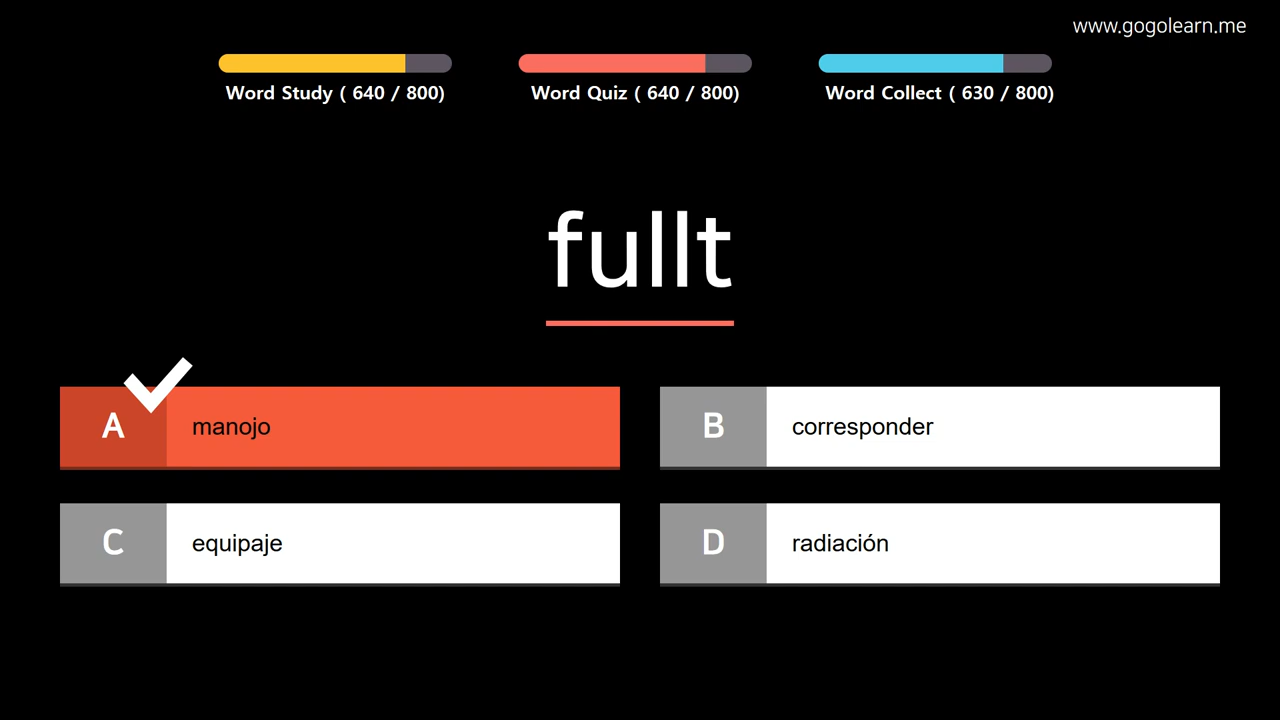 www.gogolearn.me
Word Study ( 640 / 800)
Word Quiz ( 640 / 800)
Word Collect ( 630 / 800)
fullt
A manojo
B corresponder
C equipaje
D radiación